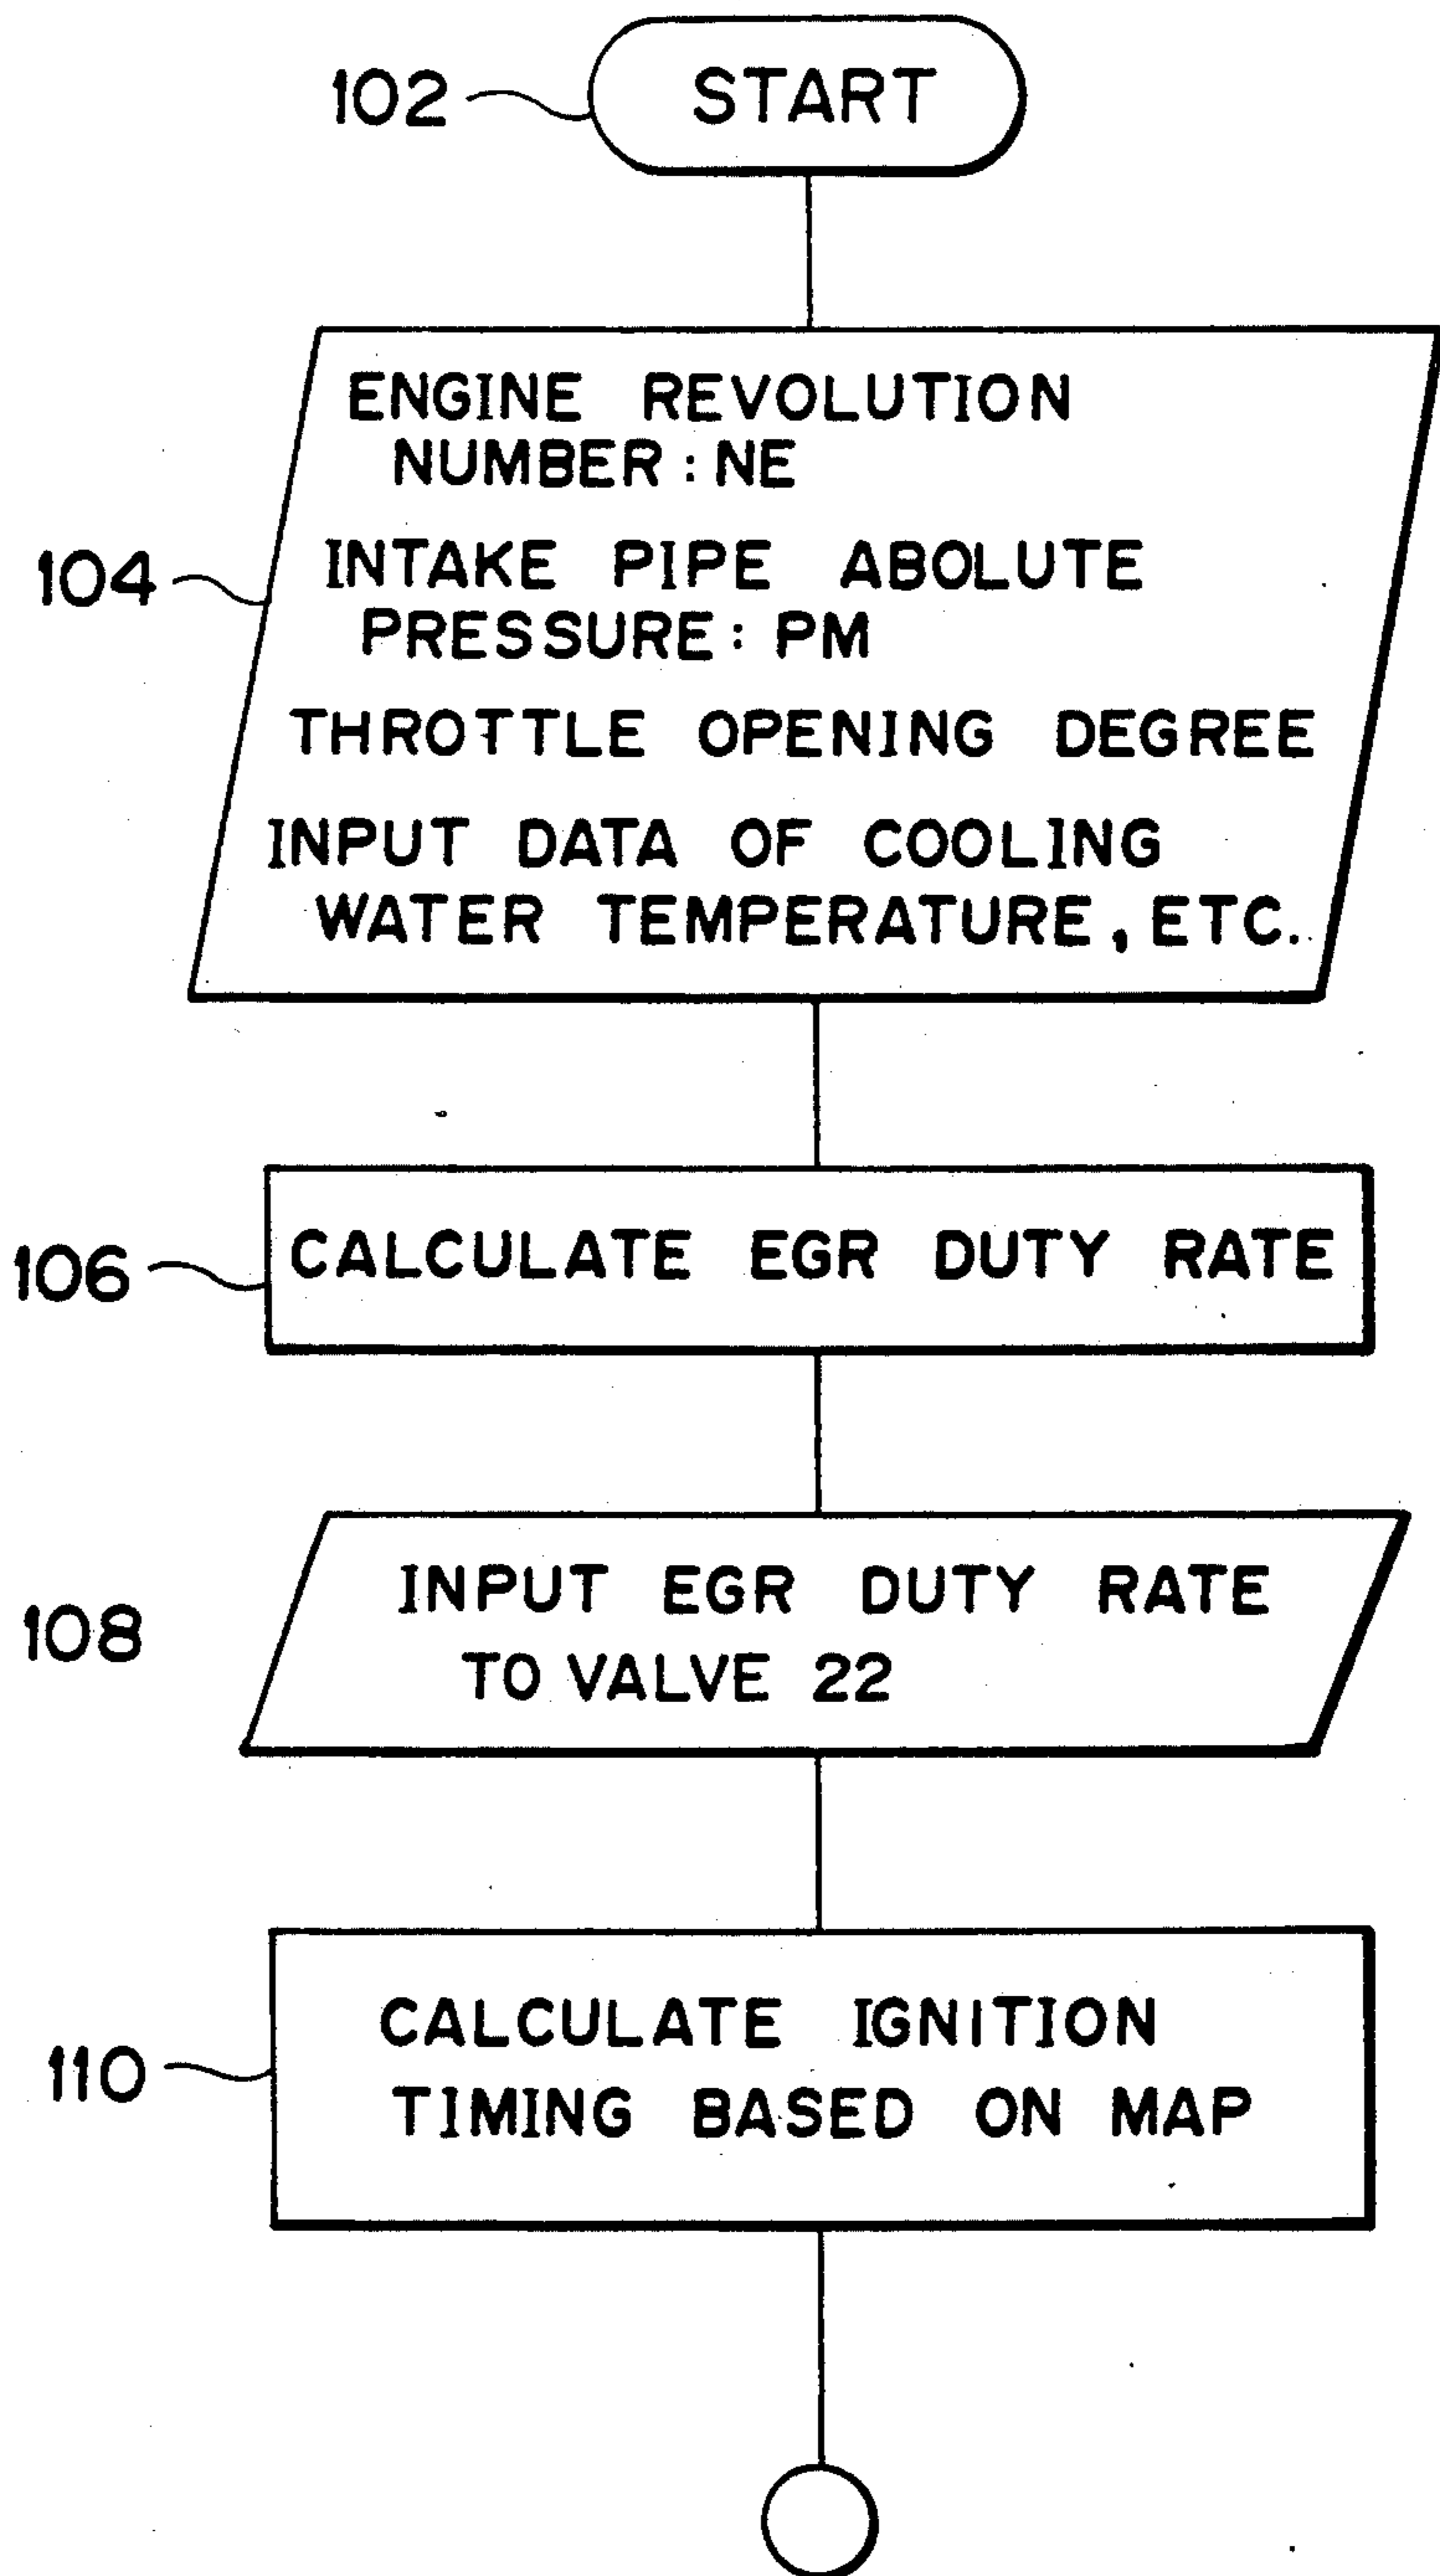 102 START
ENGINE REVOLUTION
NUMBER : NE
104
INTAKE PIPE ABOLUTE
PRESSURE : PM
THROTTLE OPENING DEGREE
INPUT DATA OF COOLING
WATER TEMPERATURE, ETC.
106 CALCULATE EGR DUTY RATE
108
INPUT EGR DUTY RATE
TO VALVE 22
110
CALCULATE IGNITION
TIMING BASED ON MAP